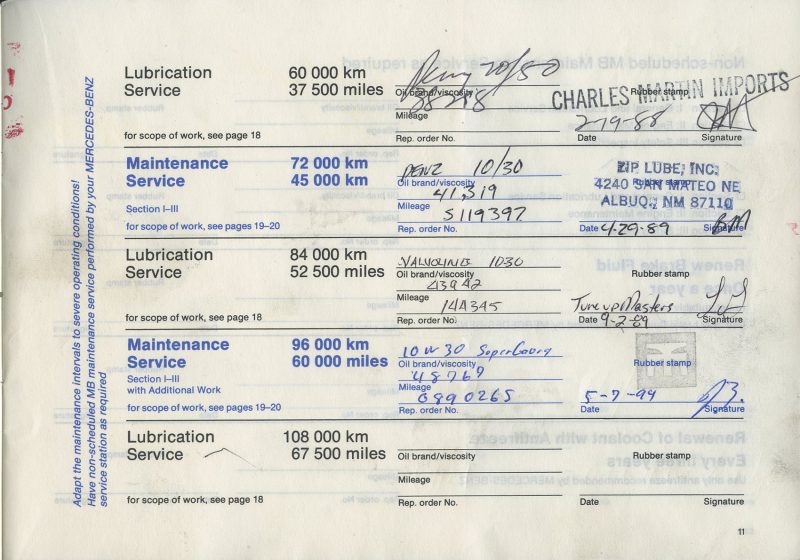 Adapt the maintenance intervals to severe operating conditions!
Have non-scheduled MB maintenance service performed by your MERCEDES-BENZ
service station as required
Lubrication 60 000 km
Service 37 500 miles
Oil brand/viscosity
Mileage
for scope of work, see page 18
Rep. order No.
Rubber stamp
CHARLES MARTIN IMPORTS
2-19-88
Date Signature
Maintenance 72 000 km
Service 45 000 miles
Section I–III
for scope of work, see pages 19–20
10/30
Oil brand/viscosity
41,319
Mileage
S119397
Rep. order No.
Rubber stamp
ZIP LUBE, INC.
4240 SAN MATEO NE
ALBUQ., NM 87110
Date 4-29-89 Signature
Lubrication 84 000 km
Service 52 500 miles
for scope of work, see page 18
VALVOLINE 1030
Oil brand/viscosity
43942
Mileage
14A345
Rep. order No.
Rubber stamp
Tuneup Masters
Date 9-2-89 Signature
Maintenance 96 000 km
Service 60 000 miles
Section I–III
with Additional Work
for scope of work, see pages 19–20
10W30
Oil brand/viscosity
48767
Mileage
0890265
Rep. order No.
Rubber stamp
5-7-94
Date Signature
Lubrication 108 000 km
Service 67 500 miles
for scope of work, see page 18
Oil brand/viscosity
Mileage
Rep. order No.
Rubber stamp
Date Signature
11